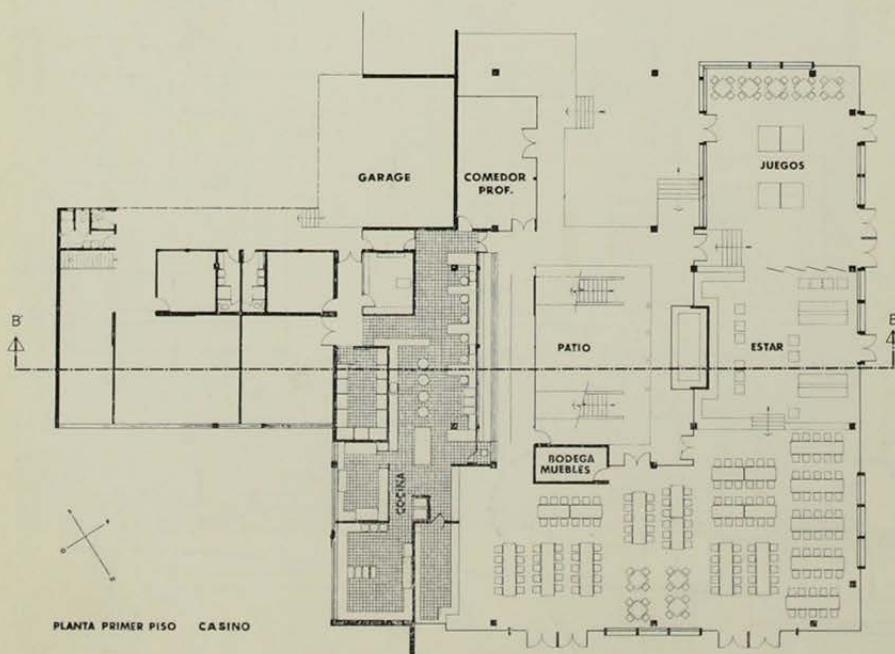 GARAGE
COMEDOR
PROF.
JUEGOS
B'
PATIO
ESTAR
BODEGA
MUEBLES
COCINA
PLANTA PRIMER PISO CASINO